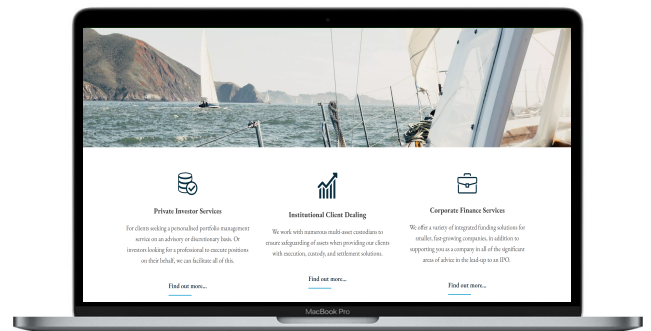 Private Investor Services
For clients seeking a personalised portfolio management
service on an advisory or discretionary basis. Or
investors looking for a professional to execute positions
on their behalf, we can facilitate all of this.
Find out more...
Institutional Client Dealing
We work with numerous multi-asset custodians to
ensure safeguarding of assets when providing our clients
with execution, custody, and settlement solutions.
Find out more...
Corporate Finance Services
We offer a variety of integrated funding solutions for
smaller, fast-growing companies, in addition to
supporting you as a company in all of the significant
areas of advice in the lead-up to an IPO.
Find out more...
MacBook Pro